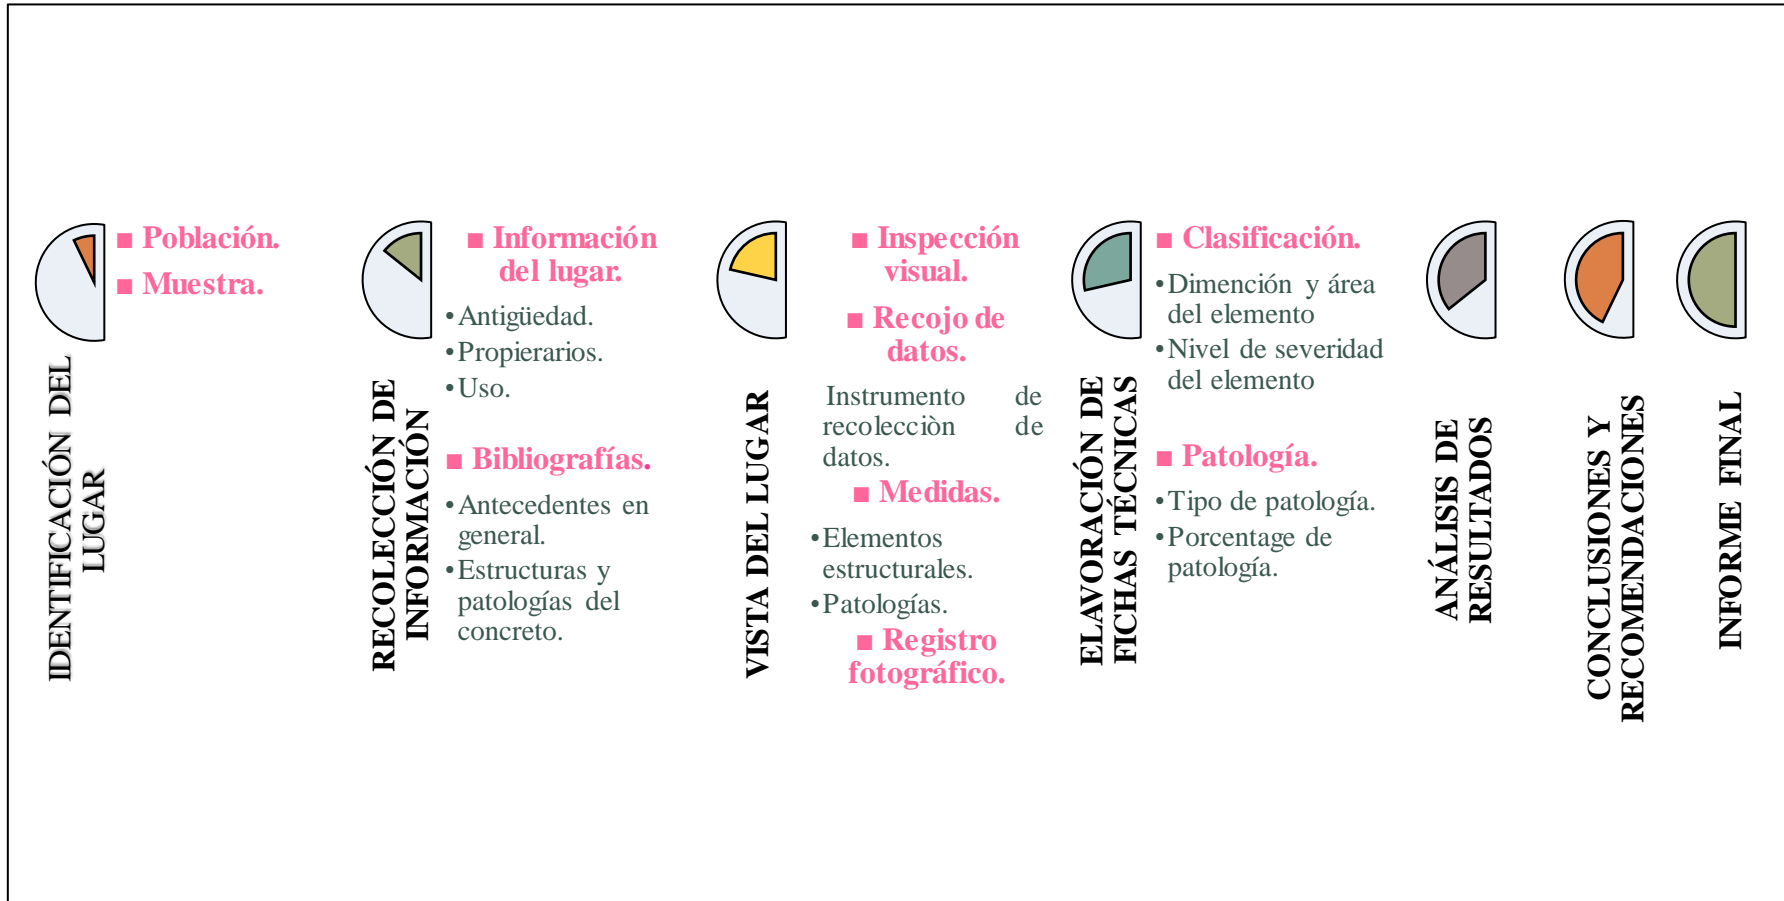 IDENTIFICACIÓN DEL
LUGAR
■ Población.
■ Muestra.
RECOLECCIÓN DE
INFORMACIÓN
■ Información
del lugar.
•Antigüedad.
•Propierarios.
•Uso.
■ Bibliografías.
•Antecedentes en
general.
•Estructuras y
patologías del
concreto.
VISTA DEL LUGAR
■ Inspección
visual.
■ Recojo de
datos.
Instrumento de
recolecciòn de
datos.
■ Medidas.
•Elementos
estructurales.
•Patologías.
■ Registro
fotográfico.
ELAVORACIÓN DE
FICHAS TÉCNICAS
■ Clasificación.
•Dimención y área
del elemento
•Nivel de severidad
del elemento
■ Patología.
•Tipo de patología.
•Porcentage de
patología.
ANÁLISIS DE
RESULTADOS
CONCLUSIONES Y
RECOMENDACIONES
INFORME FINAL